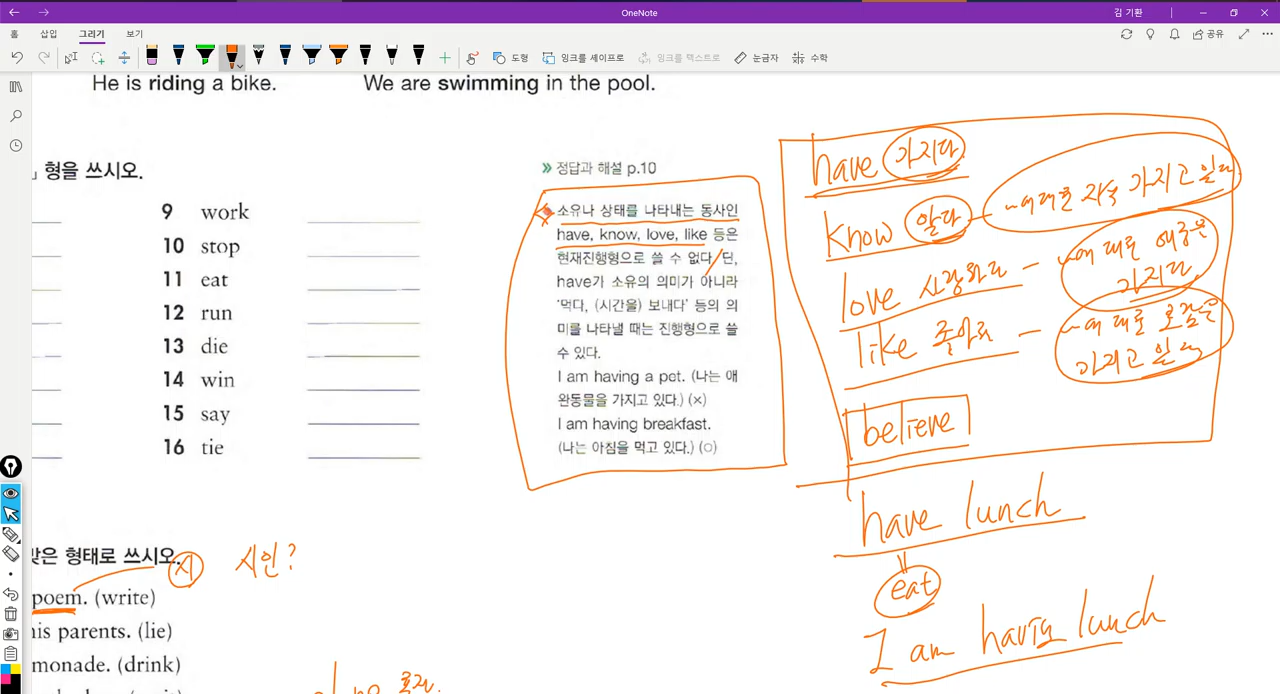 OneNote
김 기환
홈 삽입 그리기 보기
공유
도형 잉크를 셰이프로 잉크를 텍스트로 눈금자 수학
He is riding a bike. We are swimming in the pool.
형을 쓰시오.
» 정답과 해설 p.10
9 work
10 stop
11 eat
12 run
13 die
14 win
15 say
16 tie
소유나 상태를 나타내는 동사인
have, know, love, like 등은
현재진행형으로 쓸 수 없다. 단,
have가 소유의 의미가 아니라
'먹다, (시간을) 보내다' 등의 의
미를 나타낼 때는 진행형으로 쓸
수 있다.
I am having a pet. (나는 애
완동물을 가지고 있다.) (×)
I am having breakfast.
(나는 아침을 먹고 있다.) (○)
have 가지다
know 알다 - ~에 대를 지식 가지고 있다
love 사랑하다 - ~에 대를 애증은
가지다
like 좋아하 - ~에 대를 호감은
가지고 있다
believe
have lunch
eat
I am having lunch
맞은 형태로 쓰시오.
시 시인?
poem. (write)
his parents. (lie)
monade. (drink)